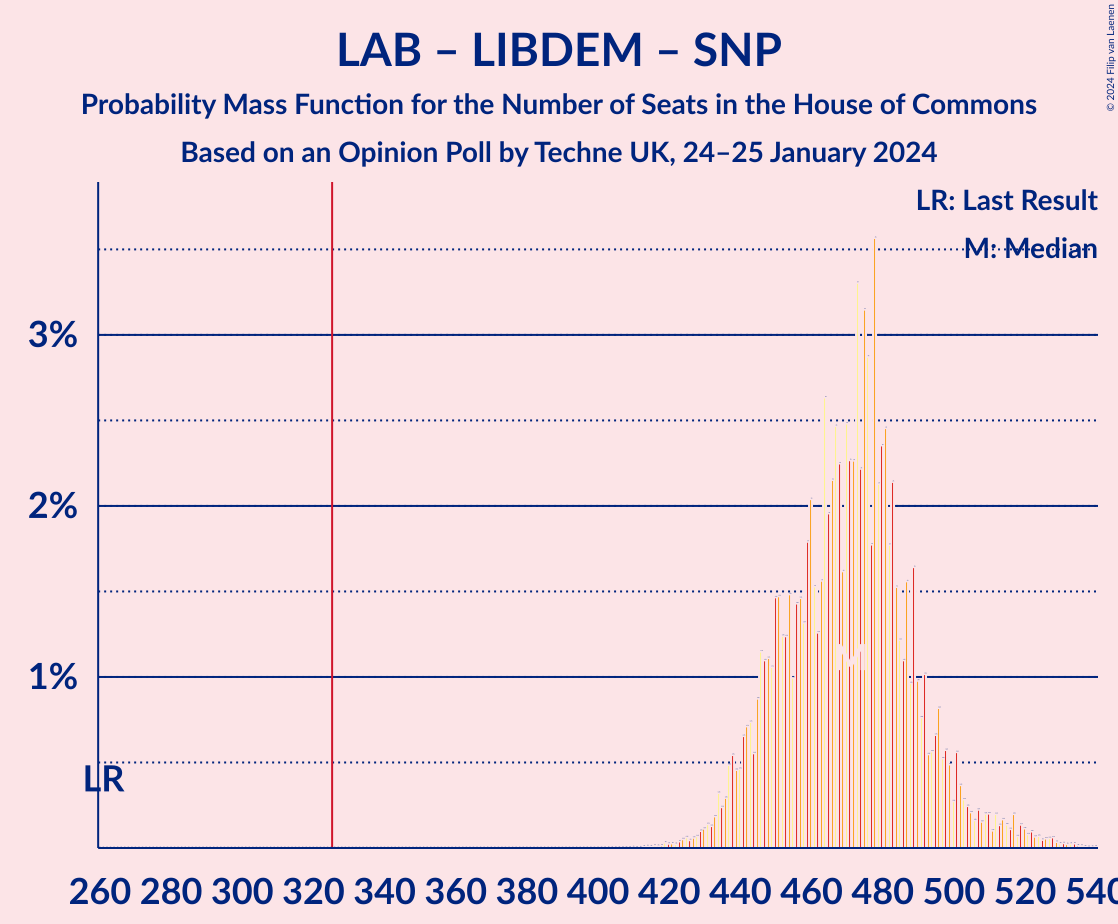 LAB – LIBDEM – SNP
Probability Mass Function for the Number of Seats in the House of Commons
Based on an Opinion Poll by Techne UK, 24–25 January 2024
© 2024 Filip van Laenen
LR: Last Result
M: Median
3%
2%
1%
LR
260 280 300 320 340 360 380 400 420 440 460 480 500 520 540